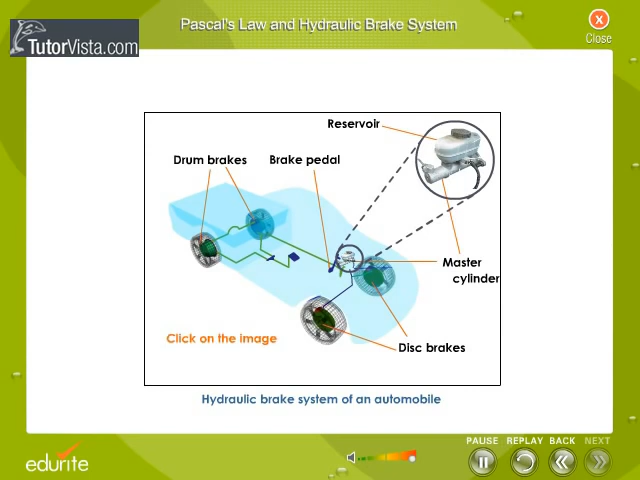 Pascal's Law and Hydraulic Brake System
X
Close
TutorVista.com
Reservoir
Drum brakes
Brake pedal
Master
cylinder
Click on the image
Disc brakes
Hydraulic brake system of an automobile
PAUSE REPLAY BACK NEXT
edurite